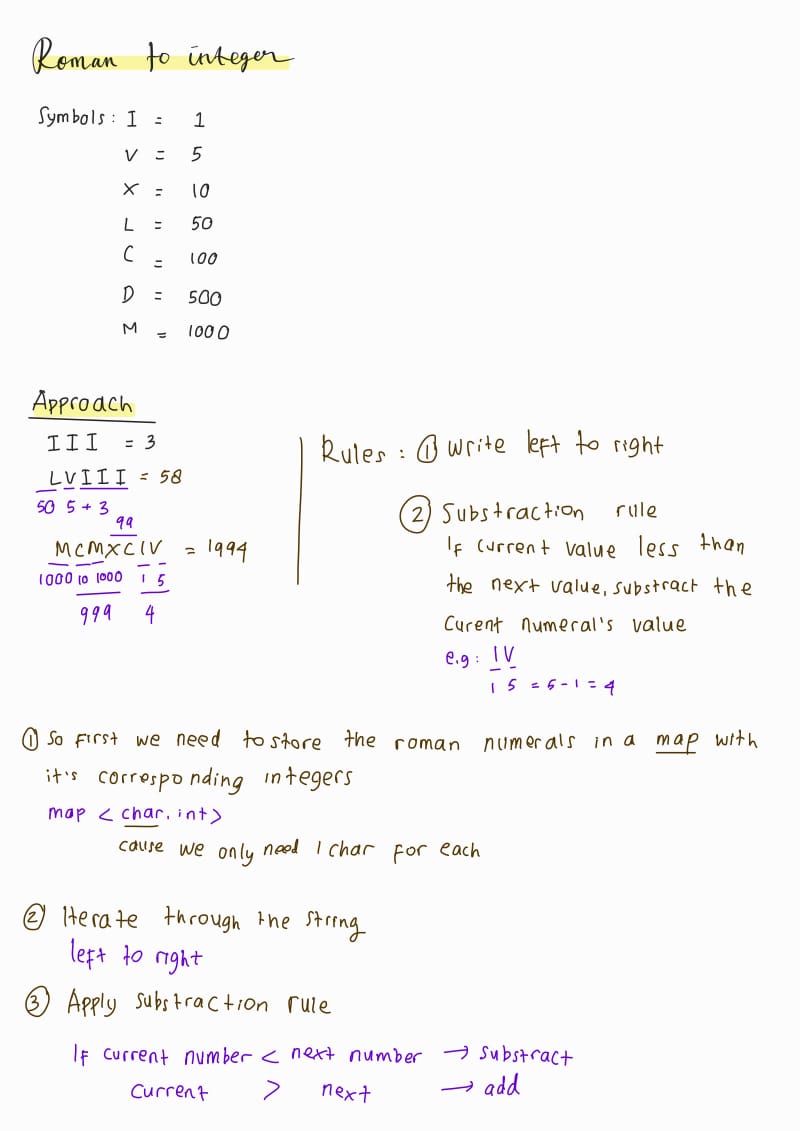 Roman to integer
Symbols: I = 1
V = 5
X = 10
L = 50
C = 100
D = 500
M = 1000
Approach
III = 3
LVIII = 58
50 5 + 3
99
MCMXCIV = 1994
1000 10 1000 1 5
999 4
Rules: ① Write left to right
② Substraction rule
If current value less than
the next value, substract the
Curent numeral's value
e.g: IV
1 5 = 5 - 1 = 4
① So first we need to store the roman numerals in a map with
it's corresponding integers
map < char, int >
cause we only need 1 char for each
② Iterate through the string
left to right
③ Apply substraction rule
If current number < next number → substract
current > next → add